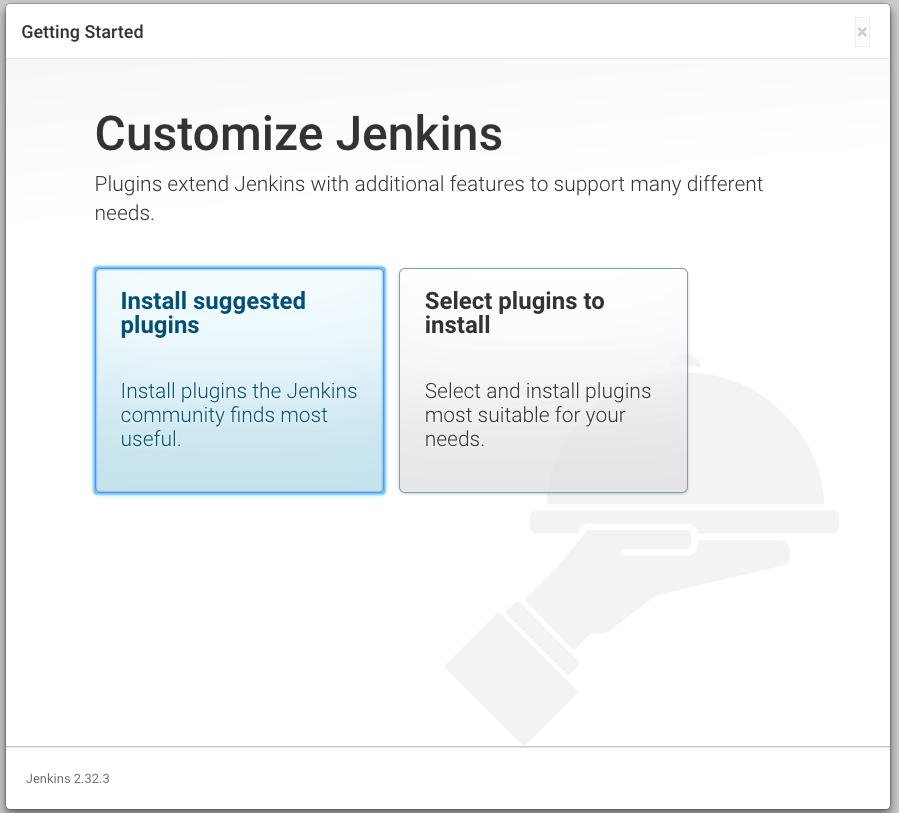 Getting Started
×
Customize Jenkins
Plugins extend Jenkins with additional features to support many different
needs.
Install suggested
plugins
Install plugins the Jenkins
community finds most
useful.
Select plugins to
install
Select and install plugins
most suitable for your
needs.
Jenkins 2.32.3